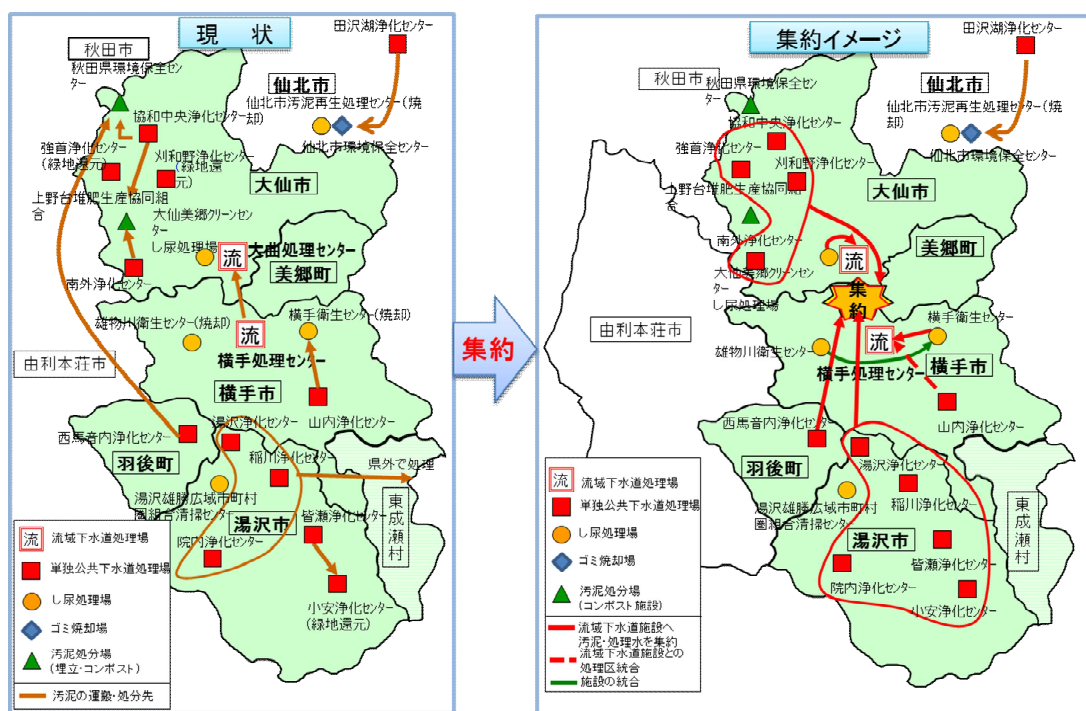 現　状
秋田市
秋田県環境保全セン
ター
田沢湖浄化センター
仙北市
仙北市汚泥再生処理センター(焼
却)
仙北市環境保全センター
協和中央浄化センター
強首浄化センター
(緑地還元)
刈和野浄化センター
(緑地還
元)
大仙市
上野台堆肥生産協同組
合
大仙美郷クリーンセン
ター
し尿処理場
流
大曲処理センター
美郷町
南外浄化センター
雄物川衛生センター(焼却)
流
横手衛生センター(焼却)
横手処理センター
由利本荘市
横手市
山内浄化センター
西馬音内浄化センター
湯沢浄化センター
稲川浄化センター
県外で処理
羽後町
湯沢雄勝広域市町村
圏組合清掃センター
皆瀬浄化センター
湯沢市
東成瀬村
院内浄化センター
小安浄化センター
(緑地還元)
流
流域下水道処理場
単独公共下水道処理場
し尿処理場
ゴミ焼却場
汚泥処分場
(埋立・コンポスト)
汚泥の運搬・処分先
集約
集約イメージ
田沢湖浄化センター
秋田市
秋田県環境保全セン
ター
仙北市
仙北市汚泥再生処理センター(焼
却)
仙北市環境保全センター
協和中央浄化センター
強首浄化センター
刈和野浄化センター
大仙市
上野台堆肥生産協同組
合
南外浄化センター
美郷町
流
大仙美郷クリーンセン
ター
し尿処理場
集約
由利本荘市
横手衛生センター
流
雄物川衛生センター
横手処理センター
横手市
山内浄化センター
西馬音内浄化センター
羽後町
湯沢浄化センター
稲川浄化センター
湯沢雄勝広域市町村
圏組合清掃センター
湯沢市
東成瀬村
皆瀬浄化センター
院内浄化センター
小安浄化センター
流
流域下水道処理場
単独公共下水道処理場
し尿処理場
ゴミ焼却場
汚泥処分場
(コンポスト施設)
流域下水道施設へ
汚泥・処理水を集約
流域下水道施設との
処理区統合
施設の統合